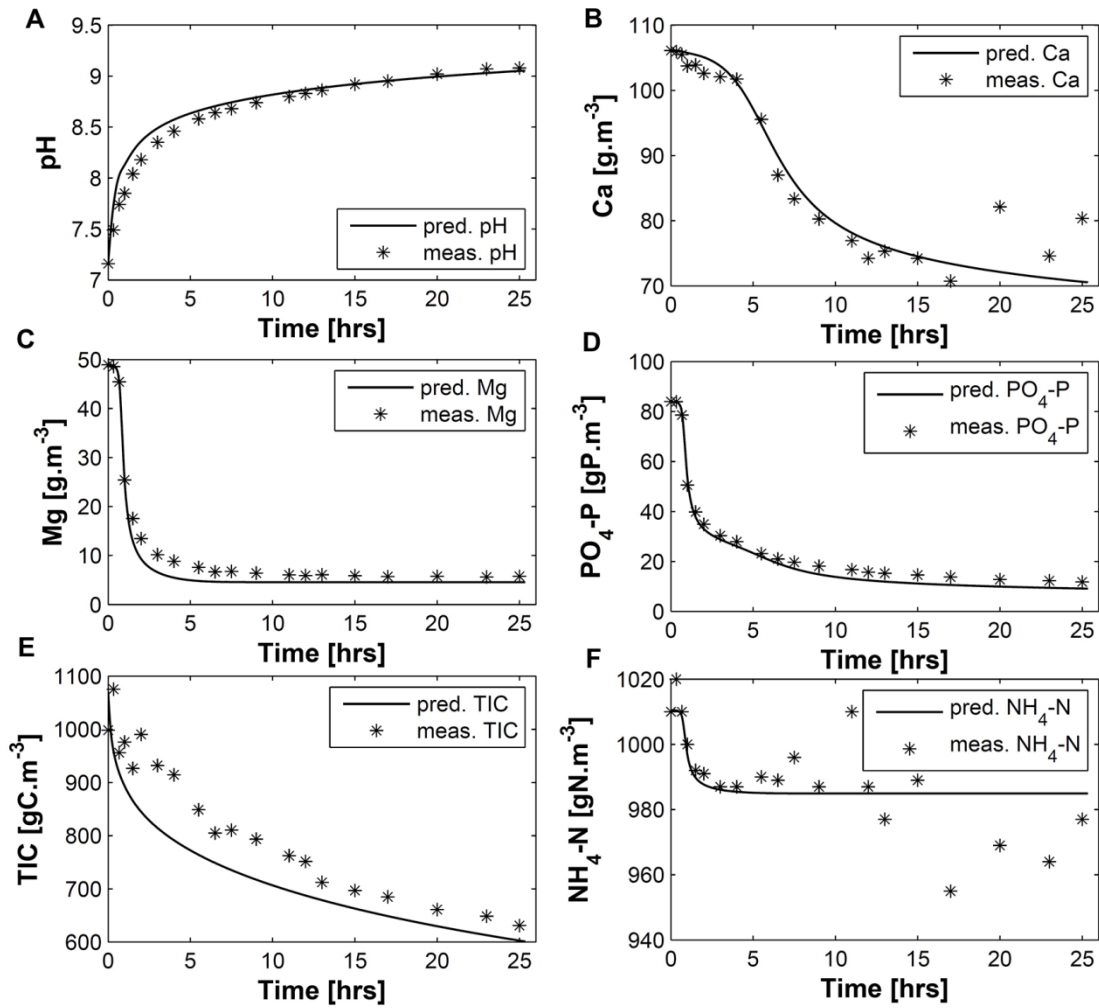 A
9.5
9
8.5
8
7.5
7
pH
pred. pH
meas. pH
0 5 10 15 20 25
Time [hrs]
B
110
100
90
80
70
Ca [g.m-3]
pred. Ca
meas. Ca
0 5 10 15 20 25
Time [hrs]
C
50
40
30
20
10
0
Mg [g.m-3]
pred. Mg
meas. Mg
0 5 10 15 20 25
Time [hrs]
D
100
80
60
40
20
0
PO4-P [gP.m-3]
pred. PO4-P
meas. PO4-P
0 5 10 15 20 25
Time [hrs]
E
1100
1000
900
800
700
600
TIC [gC.m-3]
pred. TIC
meas. TIC
0 5 10 15 20 25
Time [hrs]
F
1020
1000
980
960
940
NH4-N [gN.m-3]
pred. NH4-N
meas. NH4-N
0 5 10 15 20 25
Time [hrs]